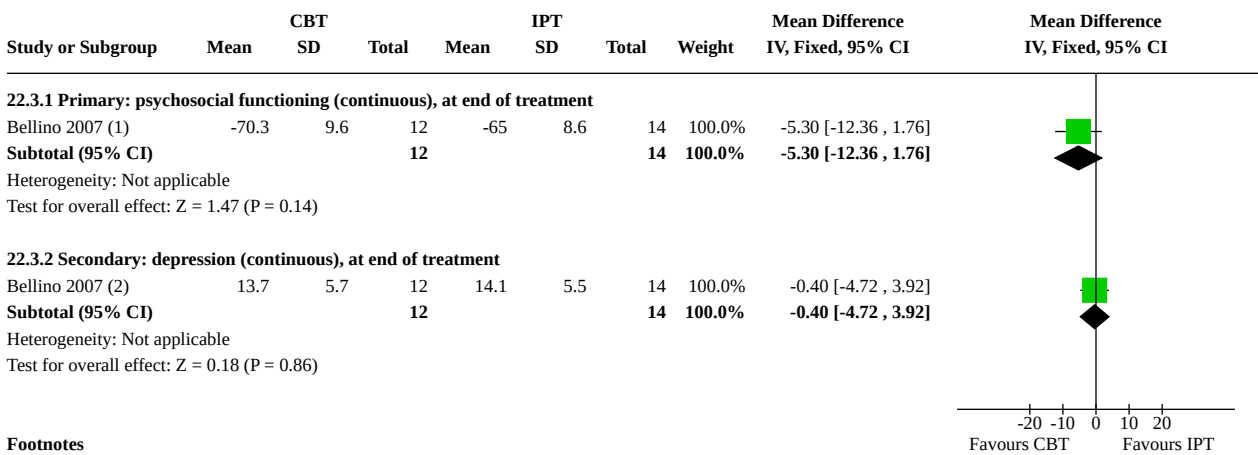 CBT IPT Mean Difference Mean Difference
Study or Subgroup Mean SD Total Mean SD Total Weight IV, Fixed, 95% CI IV, Fixed, 95% CI
22.3.1 Primary: psychosocial functioning (continuous), at end of treatment
Bellino 2007 (1) -70.3 9.6 12 -65 8.6 14 100.0% -5.30 [-12.36 , 1.76]
Subtotal (95% CI) 12 14 100.0% -5.30 [-12.36 , 1.76]
Heterogeneity: Not applicable
Test for overall effect: Z = 1.47 (P = 0.14)
22.3.2 Secondary: depression (continuous), at end of treatment
Bellino 2007 (2) 13.7 5.7 12 14.1 5.5 14 100.0% -0.40 [-4.72 , 3.92]
Subtotal (95% CI) 12 14 100.0% -0.40 [-4.72 , 3.92]
Heterogeneity: Not applicable
Test for overall effect: Z = 0.18 (P = 0.86)
-20 -10 0 10 20
Footnotes Favours CBT Favours IPT